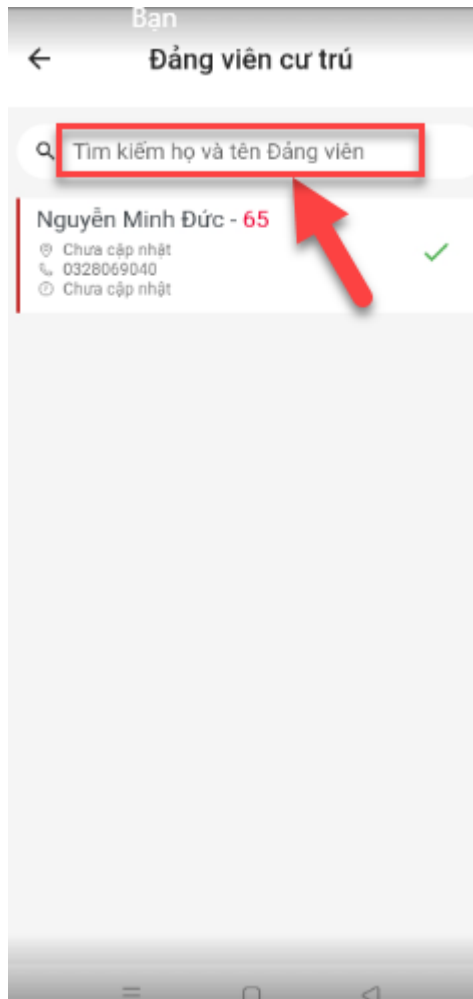 Bạn
Đảng viên cư trú
Tìm kiếm họ và tên Đảng viên
Nguyễn Minh Đức - 65
Chưa cập nhật
0328069040
Chưa cập nhật